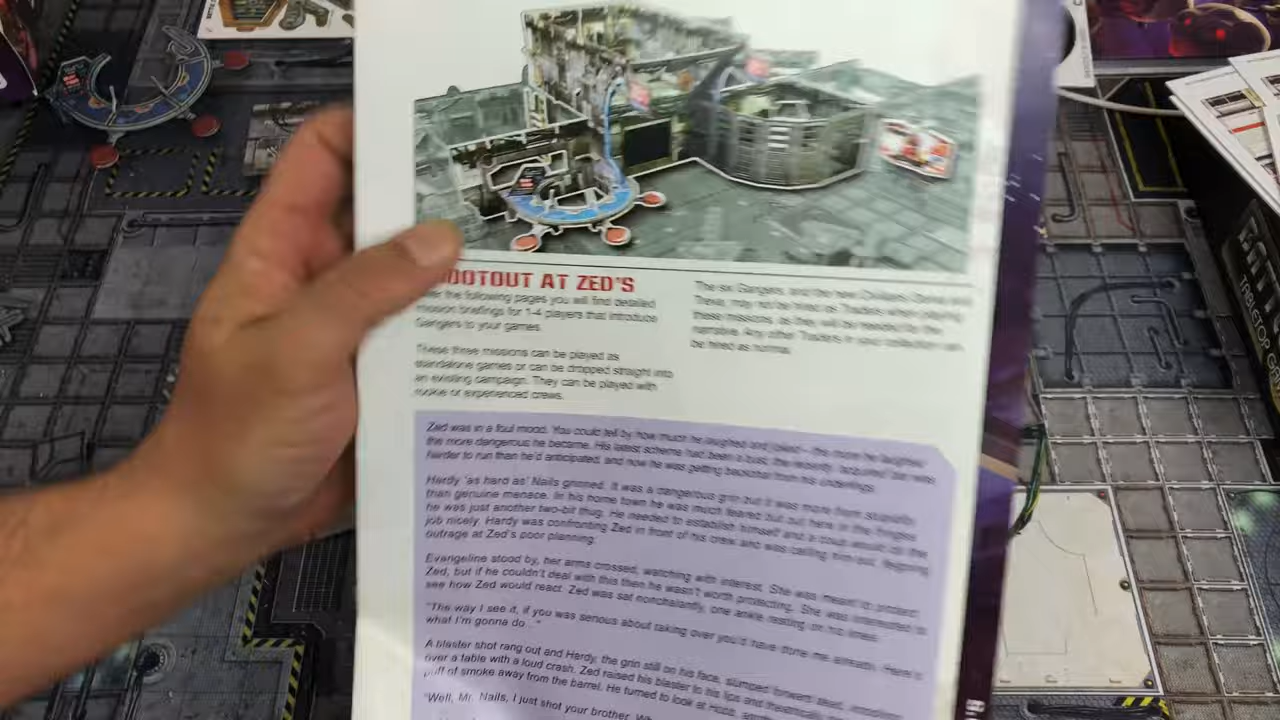 OOTOUT AT ZED'S
the following pages you will find detailed
mission briefings for 1-4 players that introduce
Gangers to your games.
These three missions can be played as
standalone games or can be dropped straight into
an existing campaign. They can be played with
rookie or experienced crews.
The six Gangers, and the new
may not be hired as when playing
these missions, as they will be needed for the
narrative. Any other in your collection can
be hired as normal.
Zed was in a foul mood. You could tell by how much he laughed and joked – the more he laughed
the more dangerous he became. His latest scheme had been a bust, the recently
harder to run than he'd anticipated, and now he was getting backchat from his underlings.
Hardy 'as hard as' Nails grinned. It was a dangerous grin but it was more from stupidity
than genuine menace. In his home town he was much feared but out here in the fringes
he was just another two-bit thug. He needed to establish himself and a coup would do the
job nicely. Hardy was confronting Zed in front of his crew and was calling him out, feigning
outrage at Zed's poor planning.
Evangeline stood by, her arms crossed, watching with interest. She was meant to protect
Zed, but if he couldn't deal with this then he wasn't worth protecting. She was interested to
see how Zed would react. Zed was sat nonchalantly, one ankle resting on his knee.
"The way I see it, if you was serious about taking over you'd have done me already. Here's
what I'm gonna do..."
A blaster shot rang out and Hardy, the grin still on his face, slumped forward dead,
over a table with a loud crash. Zed raised his blaster to his lips and theatrically
puff of smoke away from the barrel. He turned to look at
"Well, Mr. Nails, I just shot your brother.
TABLETOP